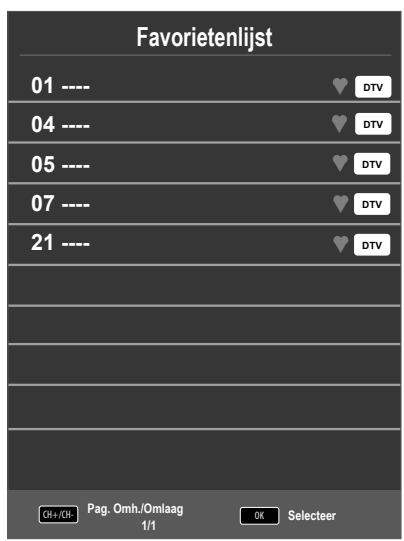 Favorietenlijst
01 ---- DTV
04 ---- DTV
05 ---- DTV
07 ---- DTV
21 ---- DTV
CH+/CH- Pag. Omh./Omlaag OK Selecteer
1/1